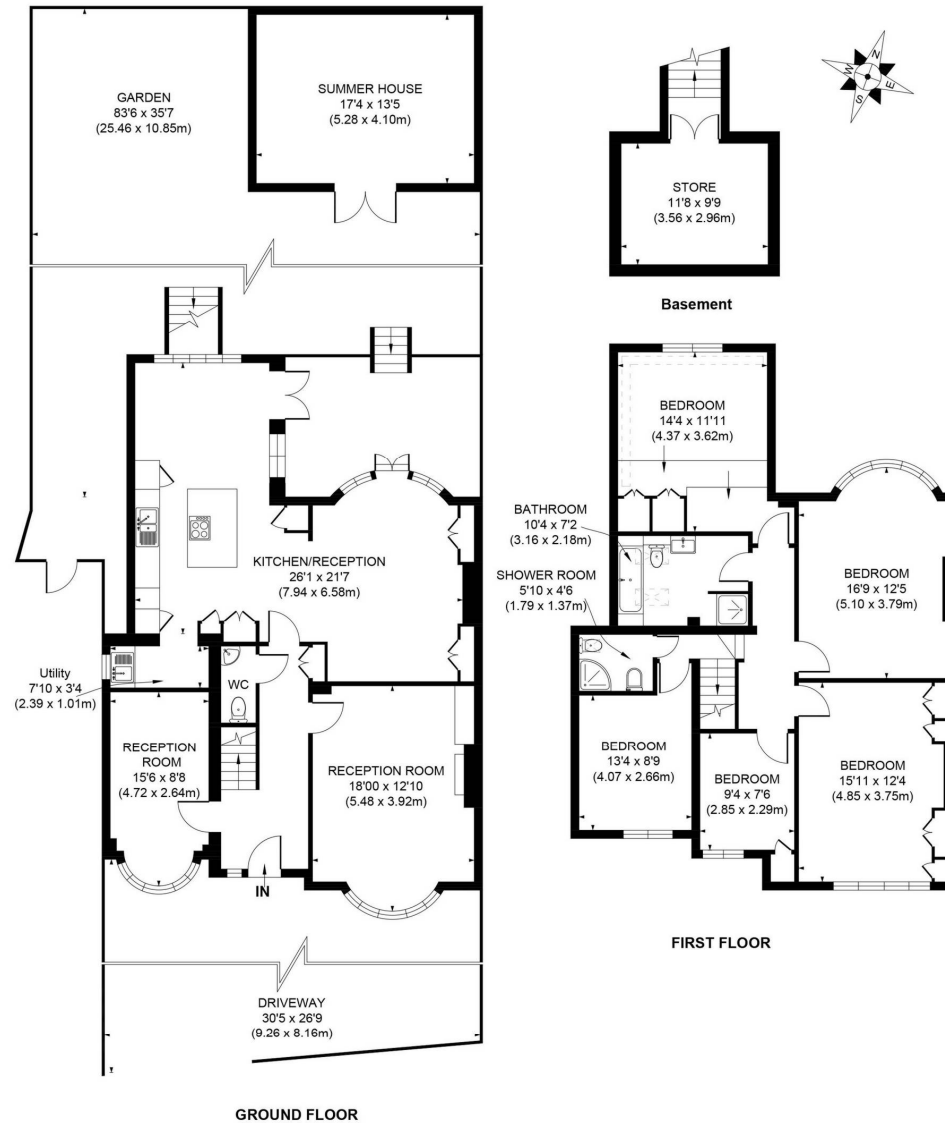 GARDEN
83'6 x 35'7
(25.46 x 10.85m)
SUMMER HOUSE
17'4 x 13'5
(5.28 x 4.10m)
N
W
E
S
STORE
11'8 x 9'9
(3.56 x 2.96m)
Basement
KITCHEN/RECEPTION
26'1 x 21'7
(7.94 x 6.58m)
Utility
7'10 x 3'4
(2.39 x 1.01m)
WC
RECEPTION
ROOM
15'6 x 8'8
(4.72 x 2.64m)
RECEPTION ROOM
18'00 x 12'10
(5.48 x 3.92m)
IN
DRIVEWAY
30'5 x 26'9
(9.26 x 8.16m)
GROUND FLOOR
BEDROOM
14'4 x 11'11
(4.37 x 3.62m)
BATHROOM
10'4 x 7'2
(3.16 x 2.18m)
SHOWER ROOM
5'10 x 4'6
(1.79 x 1.37m)
BEDROOM
16'9 x 12'5
(5.10 x 3.79m)
BEDROOM
13'4 x 8'9
(4.07 x 2.66m)
BEDROOM
9'4 x 7'6
(2.85 x 2.29m)
BEDROOM
15'11 x 12'4
(4.85 x 3.75m)
FIRST FLOOR